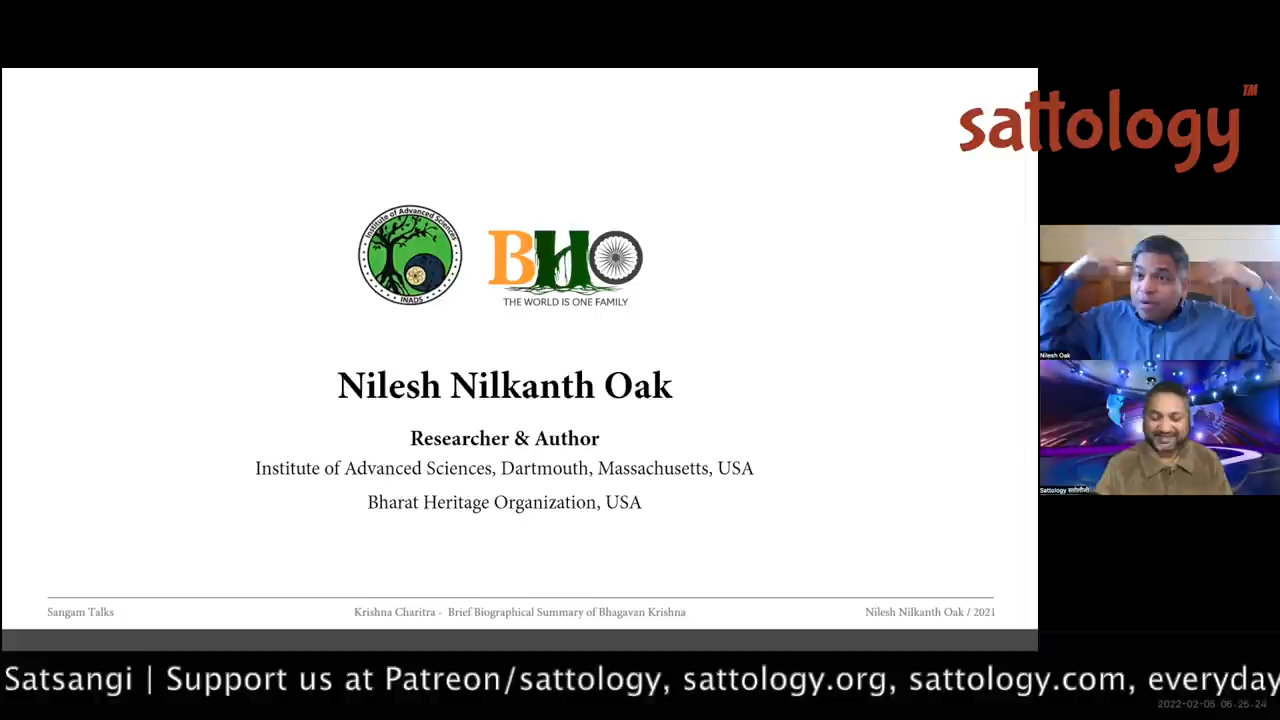 sattology™
Institute of Advanced Sciences
INADS
BHO
THE WORLD IS ONE FAMILY
Nilesh Nilkanth Oak
Researcher & Author
Institute of Advanced Sciences, Dartmouth, Massachusetts, USA
Bharat Heritage Organization, USA
Nilesh Oak
Sattology सत्तोलॉजी
Sangam Talks
Krishna Charitra - Brief Biographical Summary of Bhagavan Krishna
Nilesh Nilkanth Oak / 2021
Satsangi | Support us at Patreon/sattology, sattology.org, sattology.com, everyday
2022-02-05 06:26:24